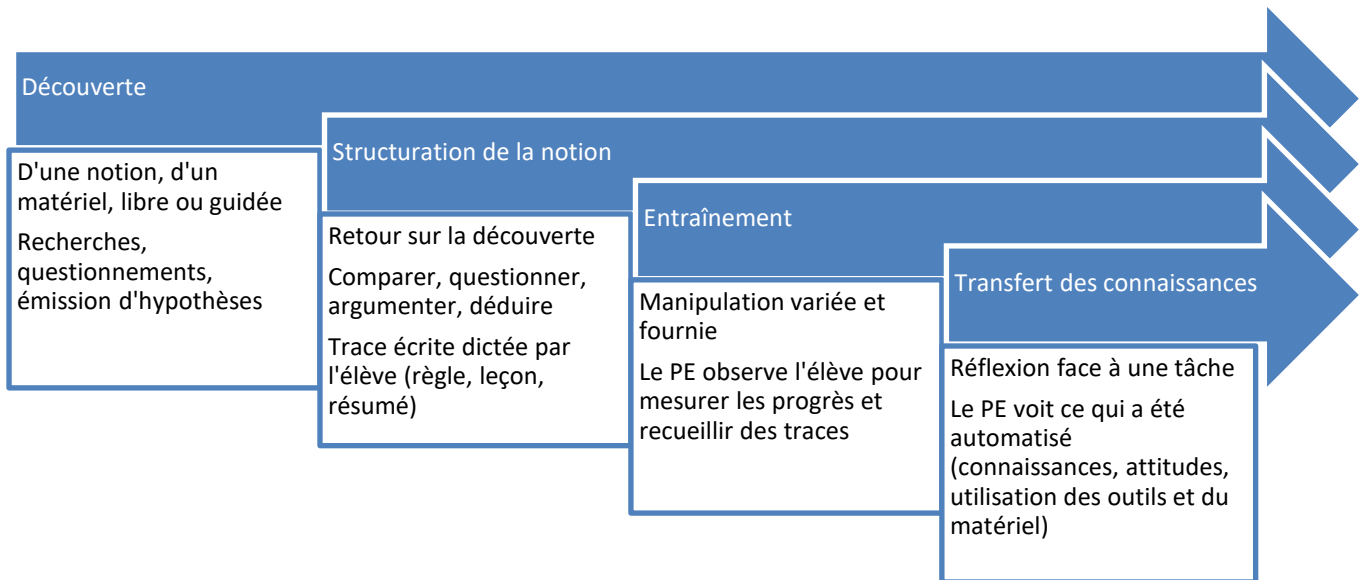 Découverte
D'une notion, d'un
matériel, libre ou guidée
Recherches,
questionnements,
émission d'hypothèses
Structuration de la notion
Retour sur la découverte
Comparer, questionner,
argumenter, déduire
Trace écrite dictée par
l'élève (règle, leçon,
résumé)
Entraînement
Manipulation variée et
fournie
Le PE observe l'élève pour
mesurer les progrès et
recueillir des traces
Transfert des connaissances
Réflexion face à une tâche
Le PE voit ce qui a été
automatisé
(connaissances, attitudes,
utilisation des outils et du
matériel)